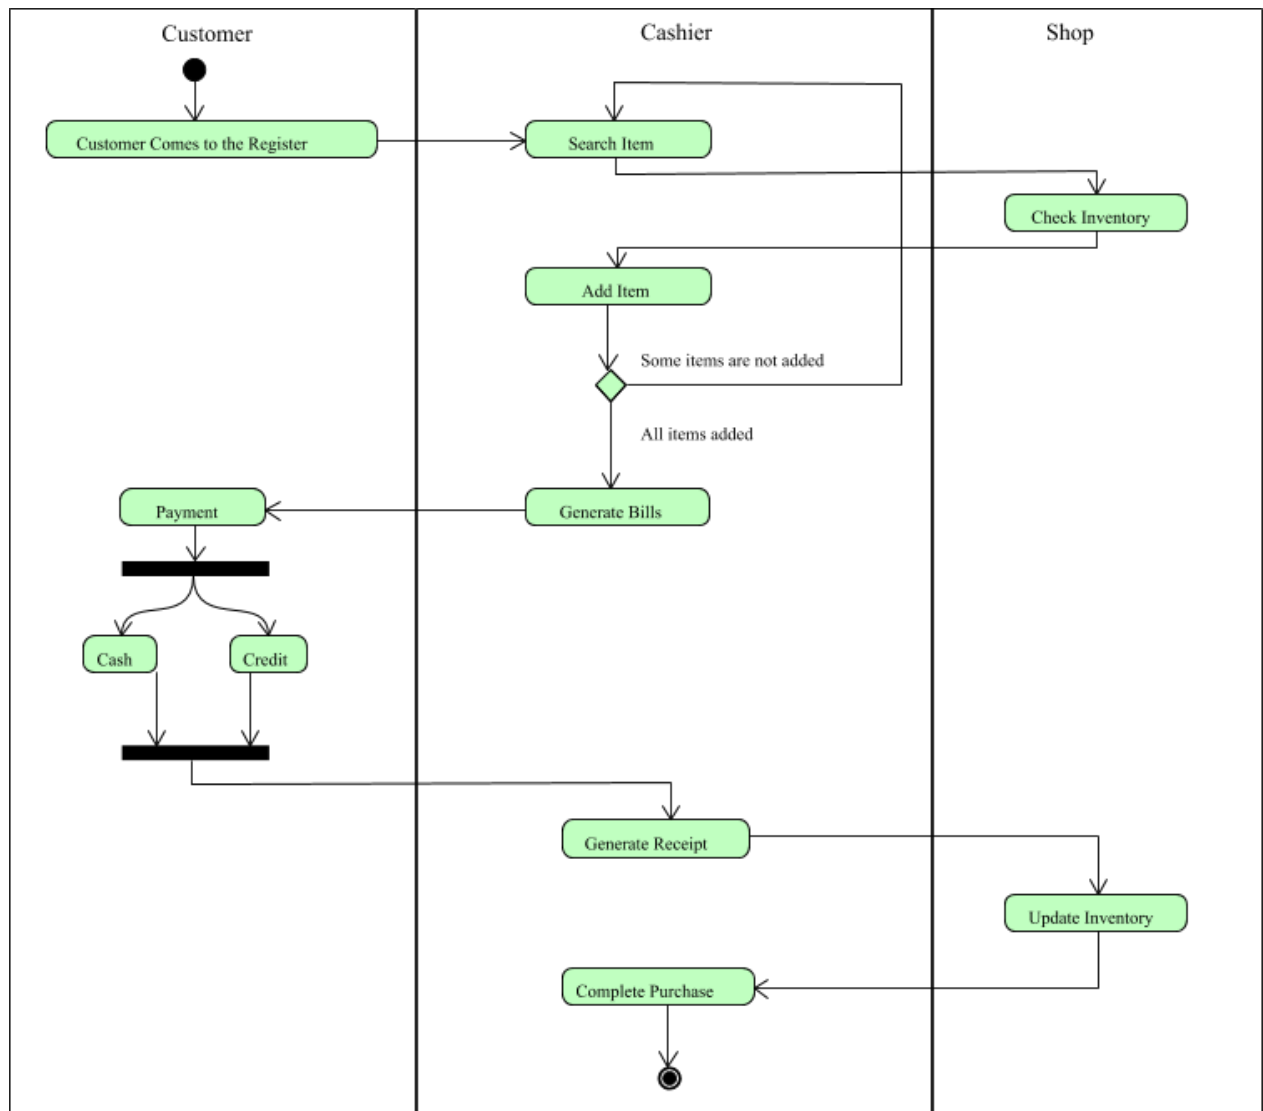 Customer
Cashier
Shop
Customer Comes to the Register
Search Item
Check Inventory
Add Item
Some items are not added
All items added
Payment
Generate Bills
Cash
Credit
Generate Receipt
Update Inventory
Complete Purchase